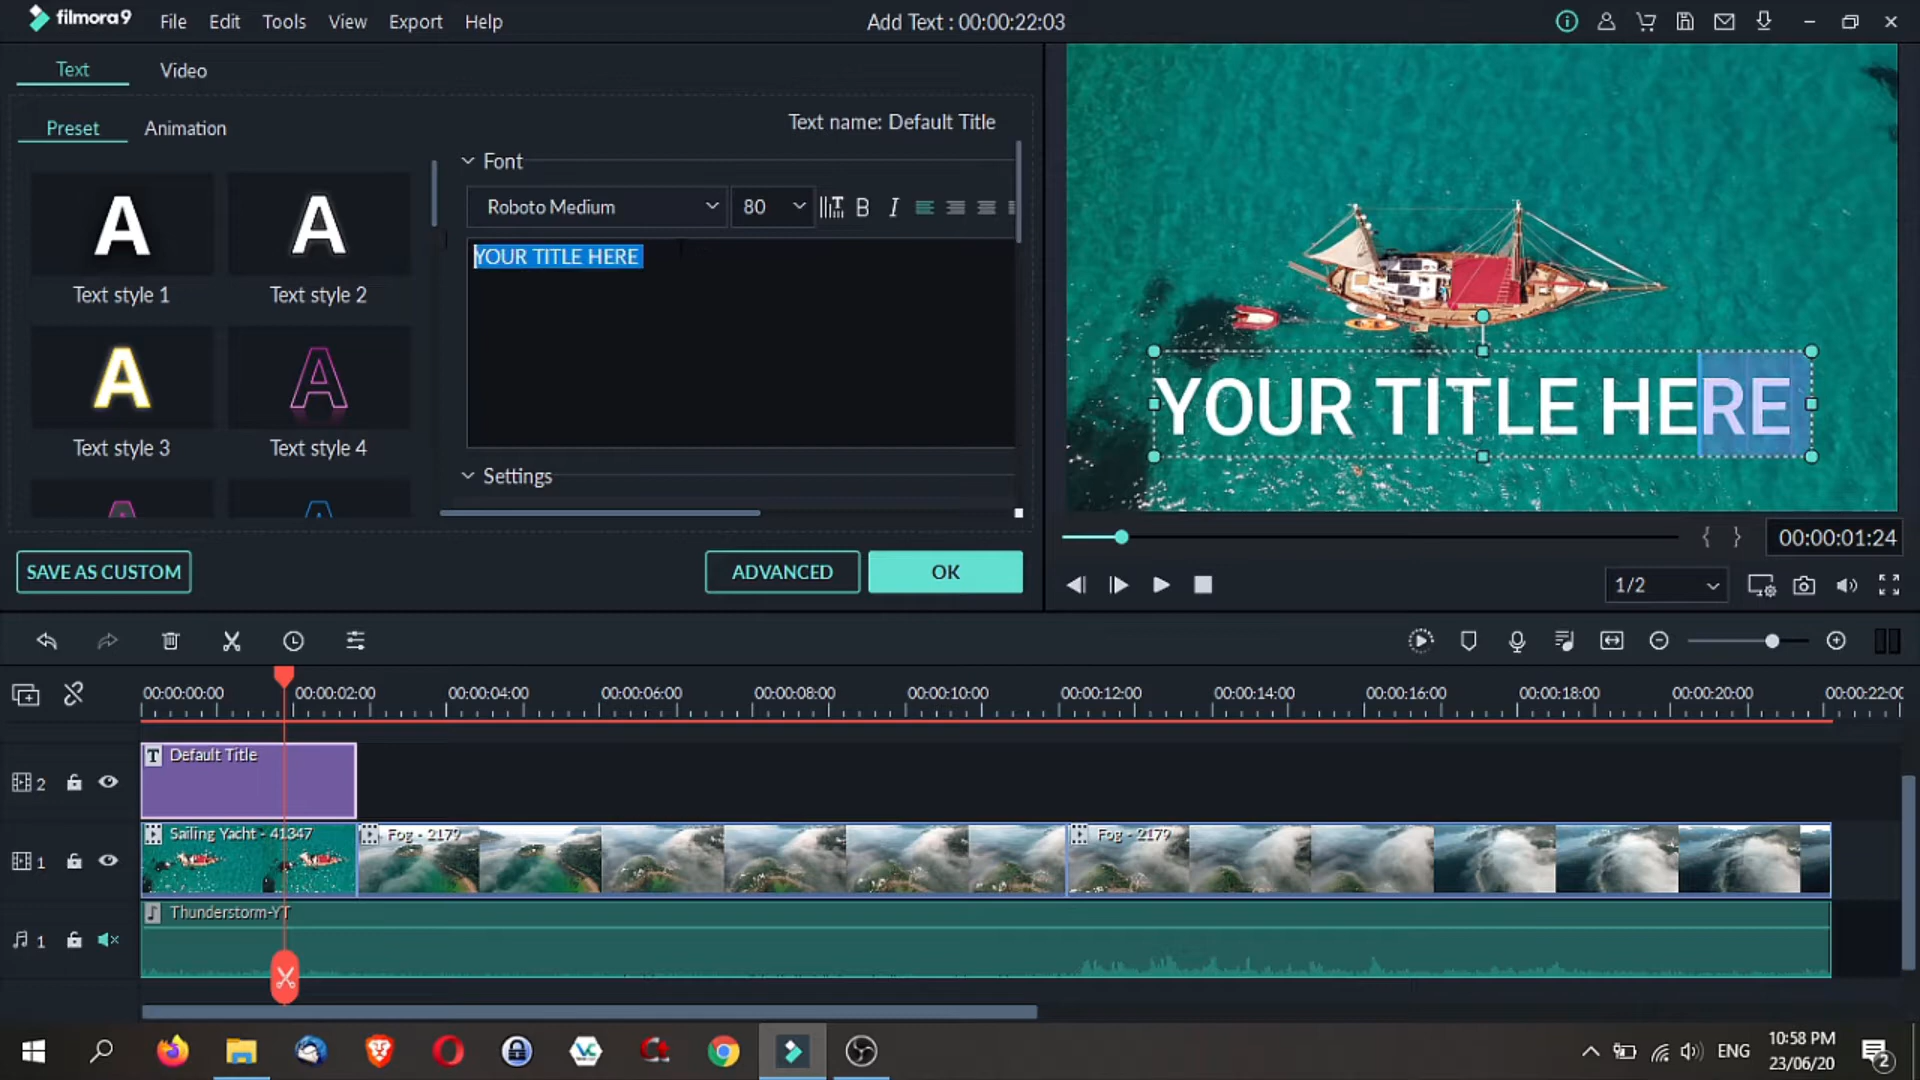 filmora9 File Edit Tools View Export Help Add Text : 00:00:22:03
Text Video
Preset Animation
Text name: Default Title
Font
Roboto Medium 80 B I
YOUR TITLE HERE
Text style 1 Text style 2
Text style 3 Text style 4
Settings
SAVE AS CUSTOM ADVANCED OK
YOUR TITLE HERE
{ } 00:00:01:24
1/2
00:00:00:00 00:00:02:00 00:00:04:00 00:00:06:00 00:00:08:00 00:00:10:00 00:00:12:00 00:00:14:00 00:00:16:00 00:00:18:00 00:00:20:00 00:00:22:00
2 T Default Title
1 Sailing Yacht - 41347 Fog - 2179 Fog - 2179
1 Thunderstorm-YT
ENG 10:58 PM
23/06/20
2